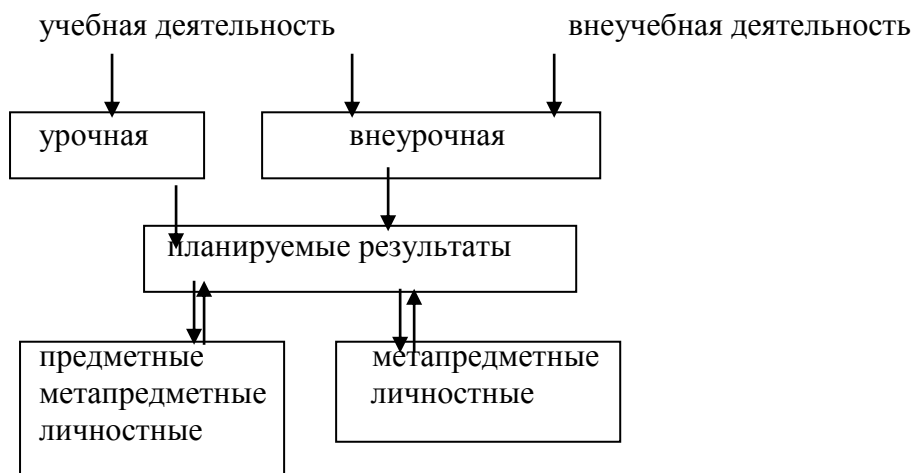 учебная деятельность внеучебная деятельность
урочная внеурочная
планируемые результаты
предметные метапредметные
метапредметные личностные
личностные